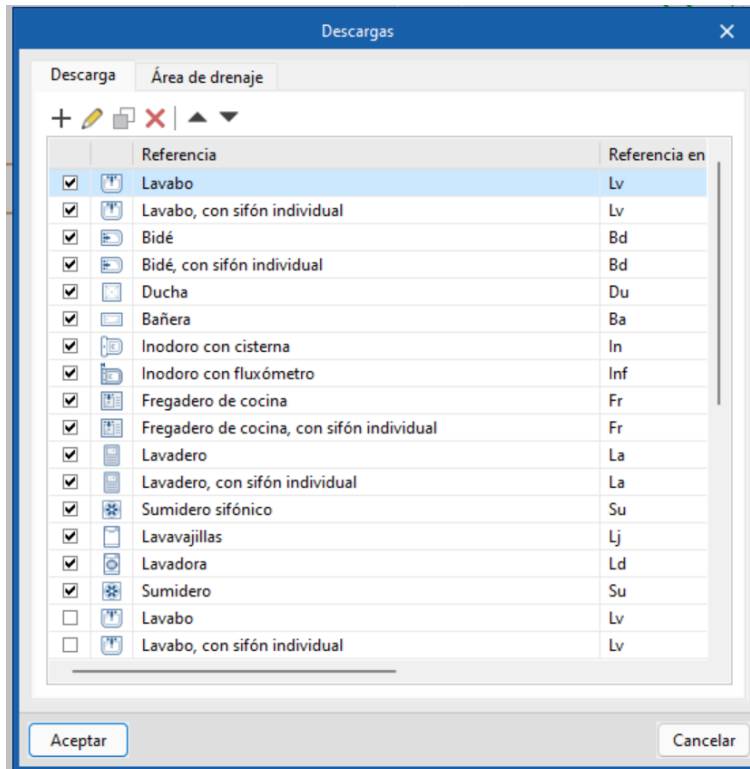 Descargas
Descarga Área de drenaje
Referencia Referencia en
Lavabo Lv
Lavabo, con sifón individual Lv
Bidé Bd
Bidé, con sifón individual Bd
Ducha Du
Bañera Ba
Inodoro con cisterna In
Inodoro con fluxómetro Inf
Fregadero de cocina Fr
Fregadero de cocina, con sifón individual Fr
Lavadero La
Lavadero, con sifón individual La
Sumidero sifónico Su
Lavavajillas Lj
Lavadora Ld
Sumidero Su
Lavabo Lv
Lavabo, con sifón individual Lv
Aceptar Cancelar